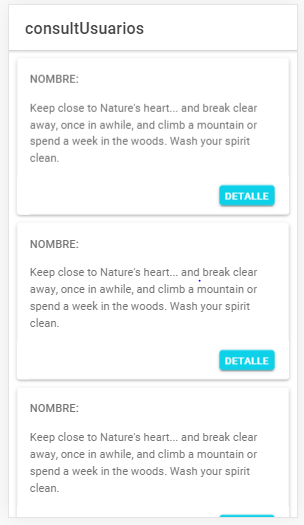 consultUsuarios
NOMBRE:
Keep close to Nature's heart... and break clear
away, once in awhile, and climb a mountain or
spend a week in the woods. Wash your spirit
clean.
DETALLE
NOMBRE:
Keep close to Nature's heart... and break clear
away, once in awhile, and climb a mountain or
spend a week in the woods. Wash your spirit
clean.
DETALLE
NOMBRE:
Keep close to Nature's heart... and break clear
away, once in awhile, and climb a mountain or
spend a week in the woods. Wash your spirit
clean.